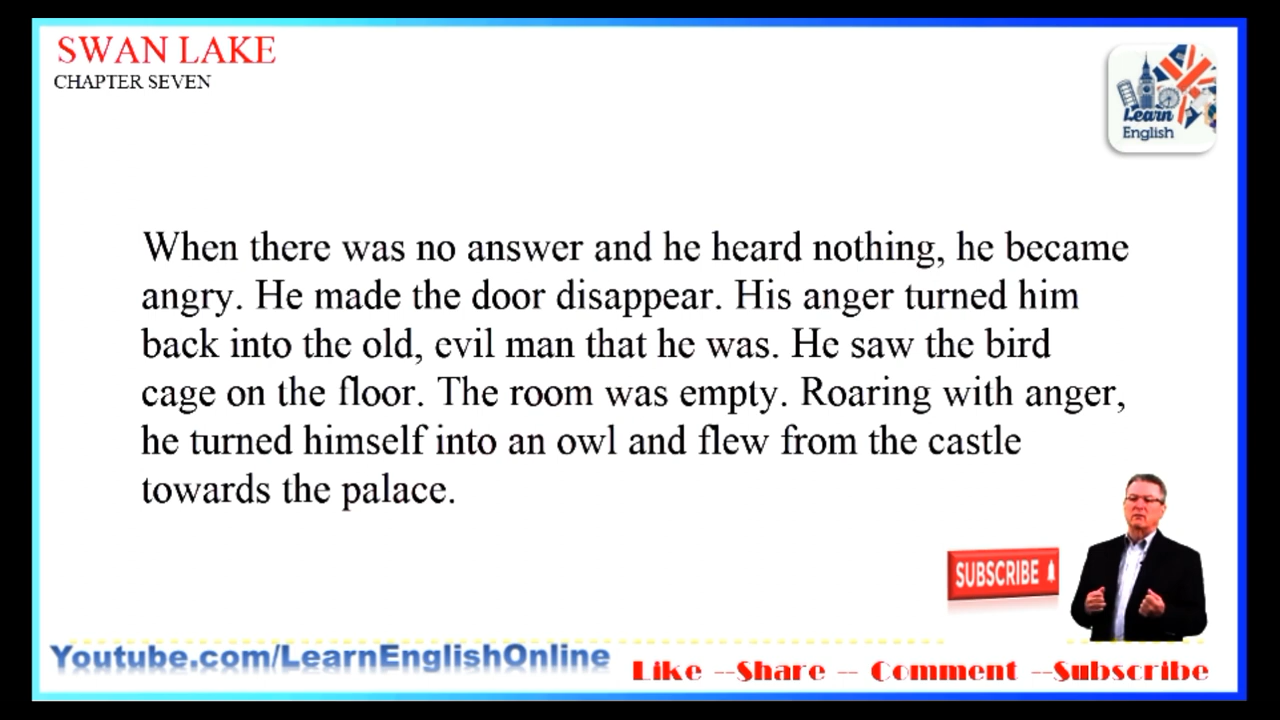 SWAN LAKE
CHAPTER SEVEN
Learn
English
When there was no answer and he heard nothing, he became
angry. He made the door disappear. His anger turned him
back into the old, evil man that he was. He saw the bird
cage on the floor. The room was empty. Roaring with anger,
he turned himself into an owl and flew from the castle
towards the palace.
SUBSCRIBE
Youtube.com/LearnEnglishOnline
Like --Share -- Comment --Subscribe